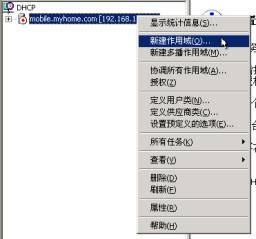 DHCP
mobile.myhome.com [192.168.1
显示统计信息(S)...
新建作用域(O)...
新建多播作用域(M)...
协调所有作用域(A)...
授权(Z)
定义用户类(S)...
定义供应商类(C)...
设置预定义的选项(E)...
所有任务(K)
查看(V)
删除(D)
刷新(F)
属性(R)
帮助(H)